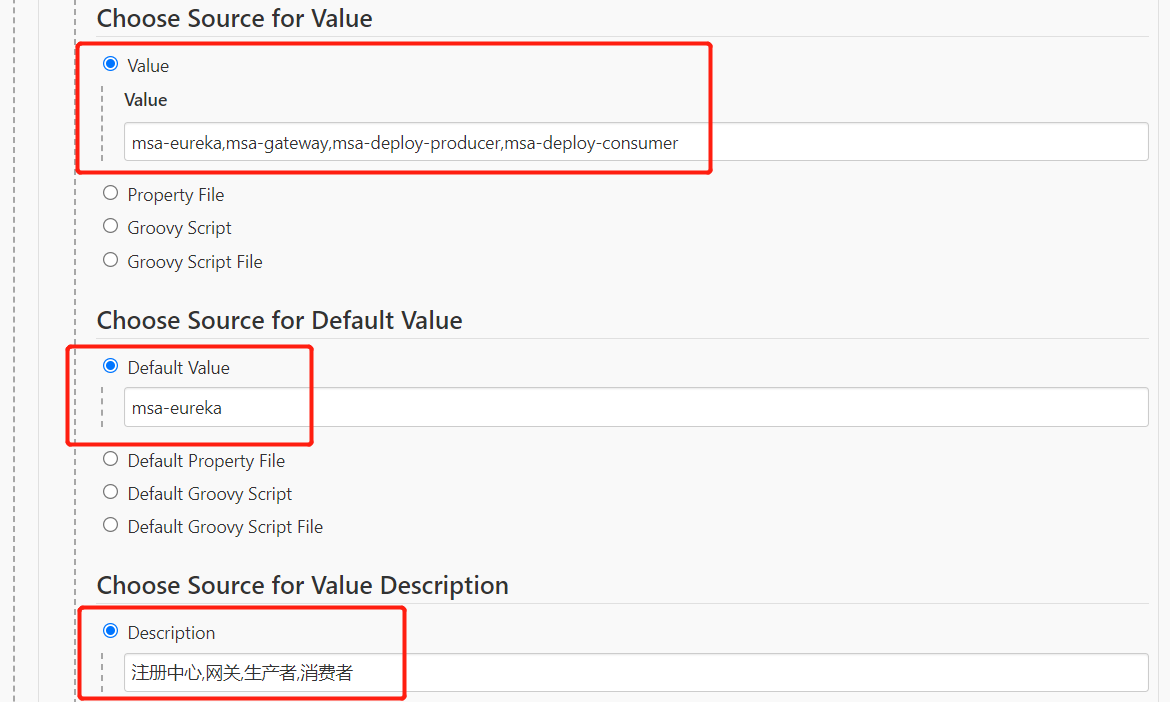 Choose Source for Value
Value
Value
msa-eureka,msa-gateway,msa-deploy-producer,msa-deploy-consumer
Property File
Groovy Script
Groovy Script File
Choose Source for Default Value
Default Value
msa-eureka
Default Property File
Default Groovy Script
Default Groovy Script File
Choose Source for Value Description
Description
注册中心,网关,生产者,消费者